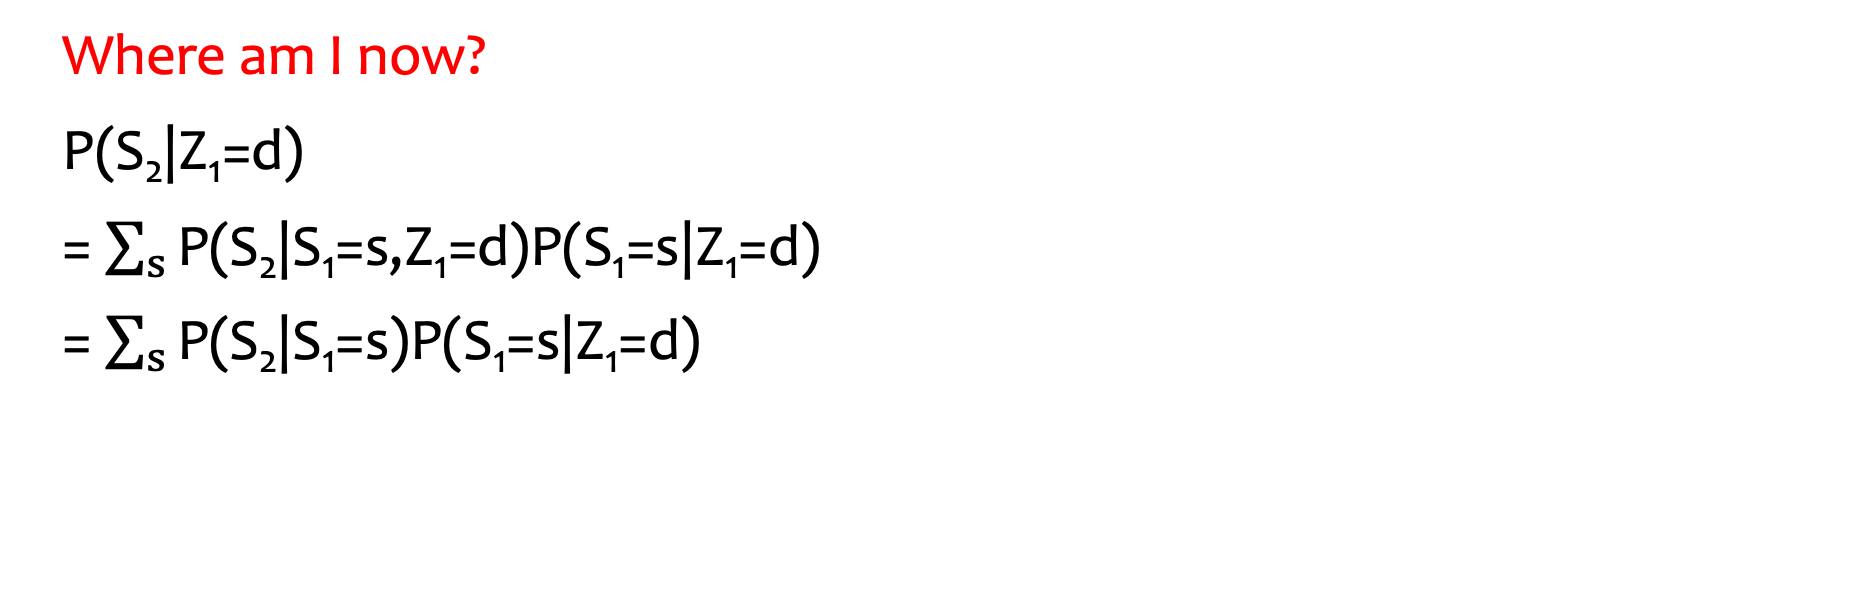 Where am I now?
P(S₂|Z₁=d)
= ∑ₛ P(S₂|S₁=s,Z₁=d)P(S₁=s|Z₁=d)
= ∑ₛ P(S₂|S₁=s)P(S₁=s|Z₁=d)